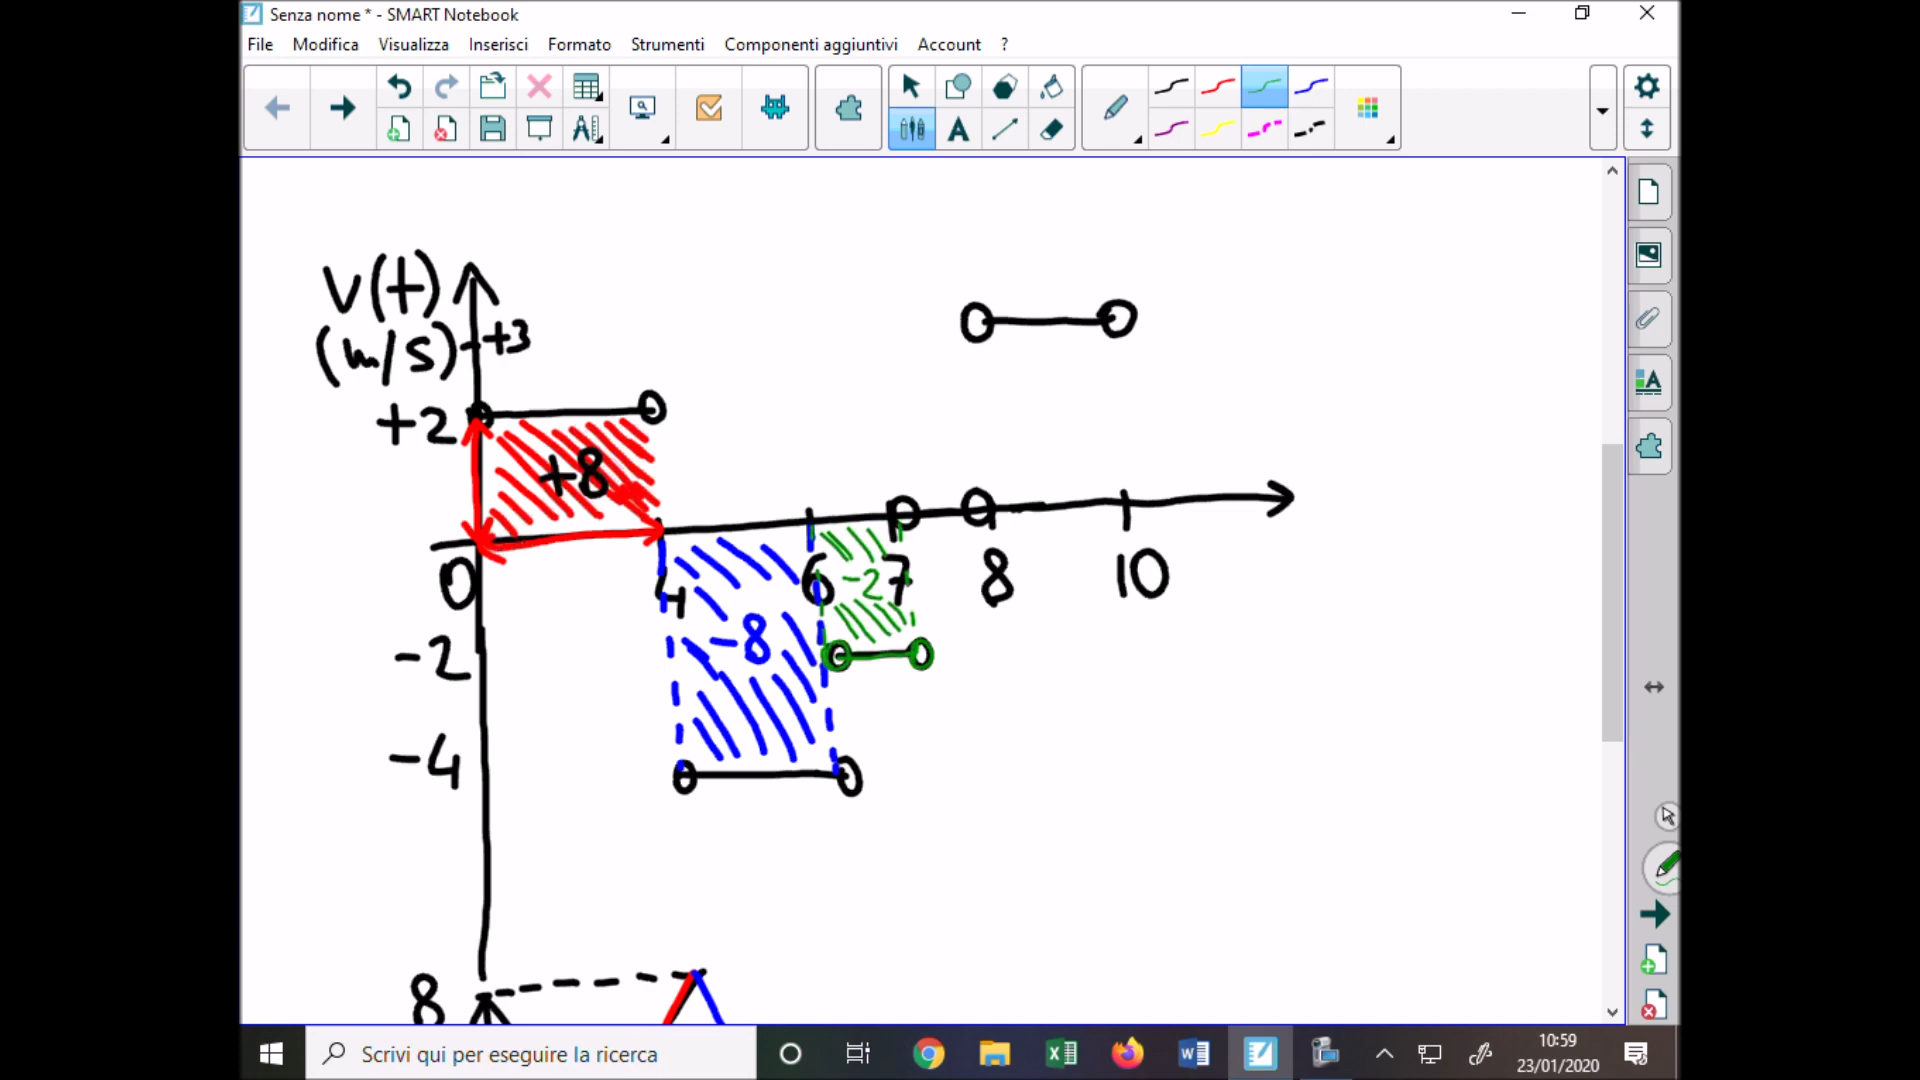 Senza nome * - SMART Notebook
File Modifica Visualizza Inserisci Formato Strumenti Componenti aggiuntivi Account ?
V(t)
(m/s)
+3
+2
+8
0 4 6 7 8 10
-2
-8
-2
-4
8
Scrivi qui per eseguire la ricerca
10:59
23/01/2020